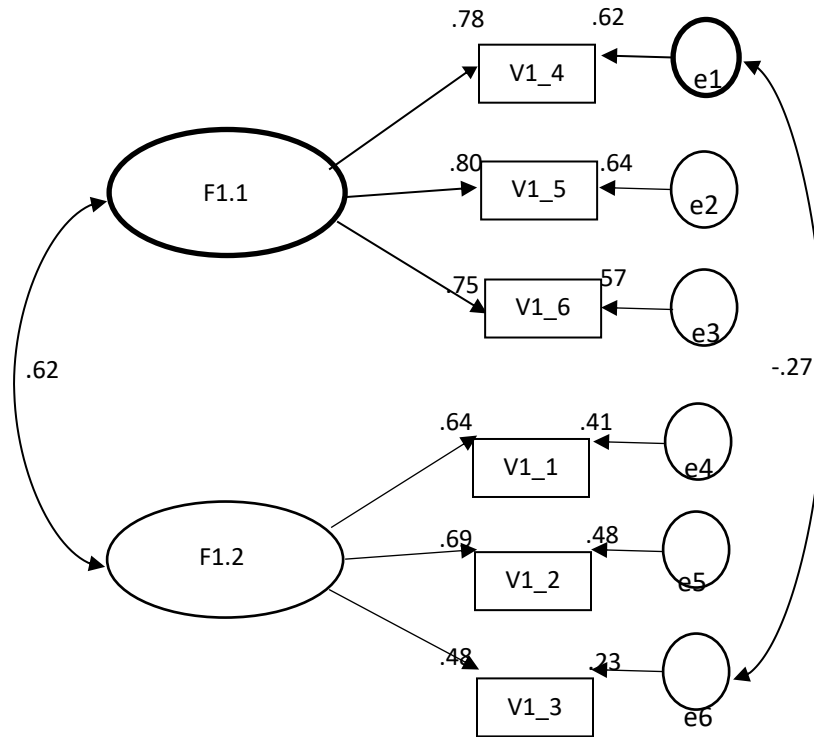 .78 .62
V1_4 e1
.80 .64
F1.1 V1_5 e2
.75 57
V1_6 e3
.62 -.27
.64 .41
V1_1 e4
.69 .48
F1.2 V1_2 e5
.48 .23
V1_3 e6